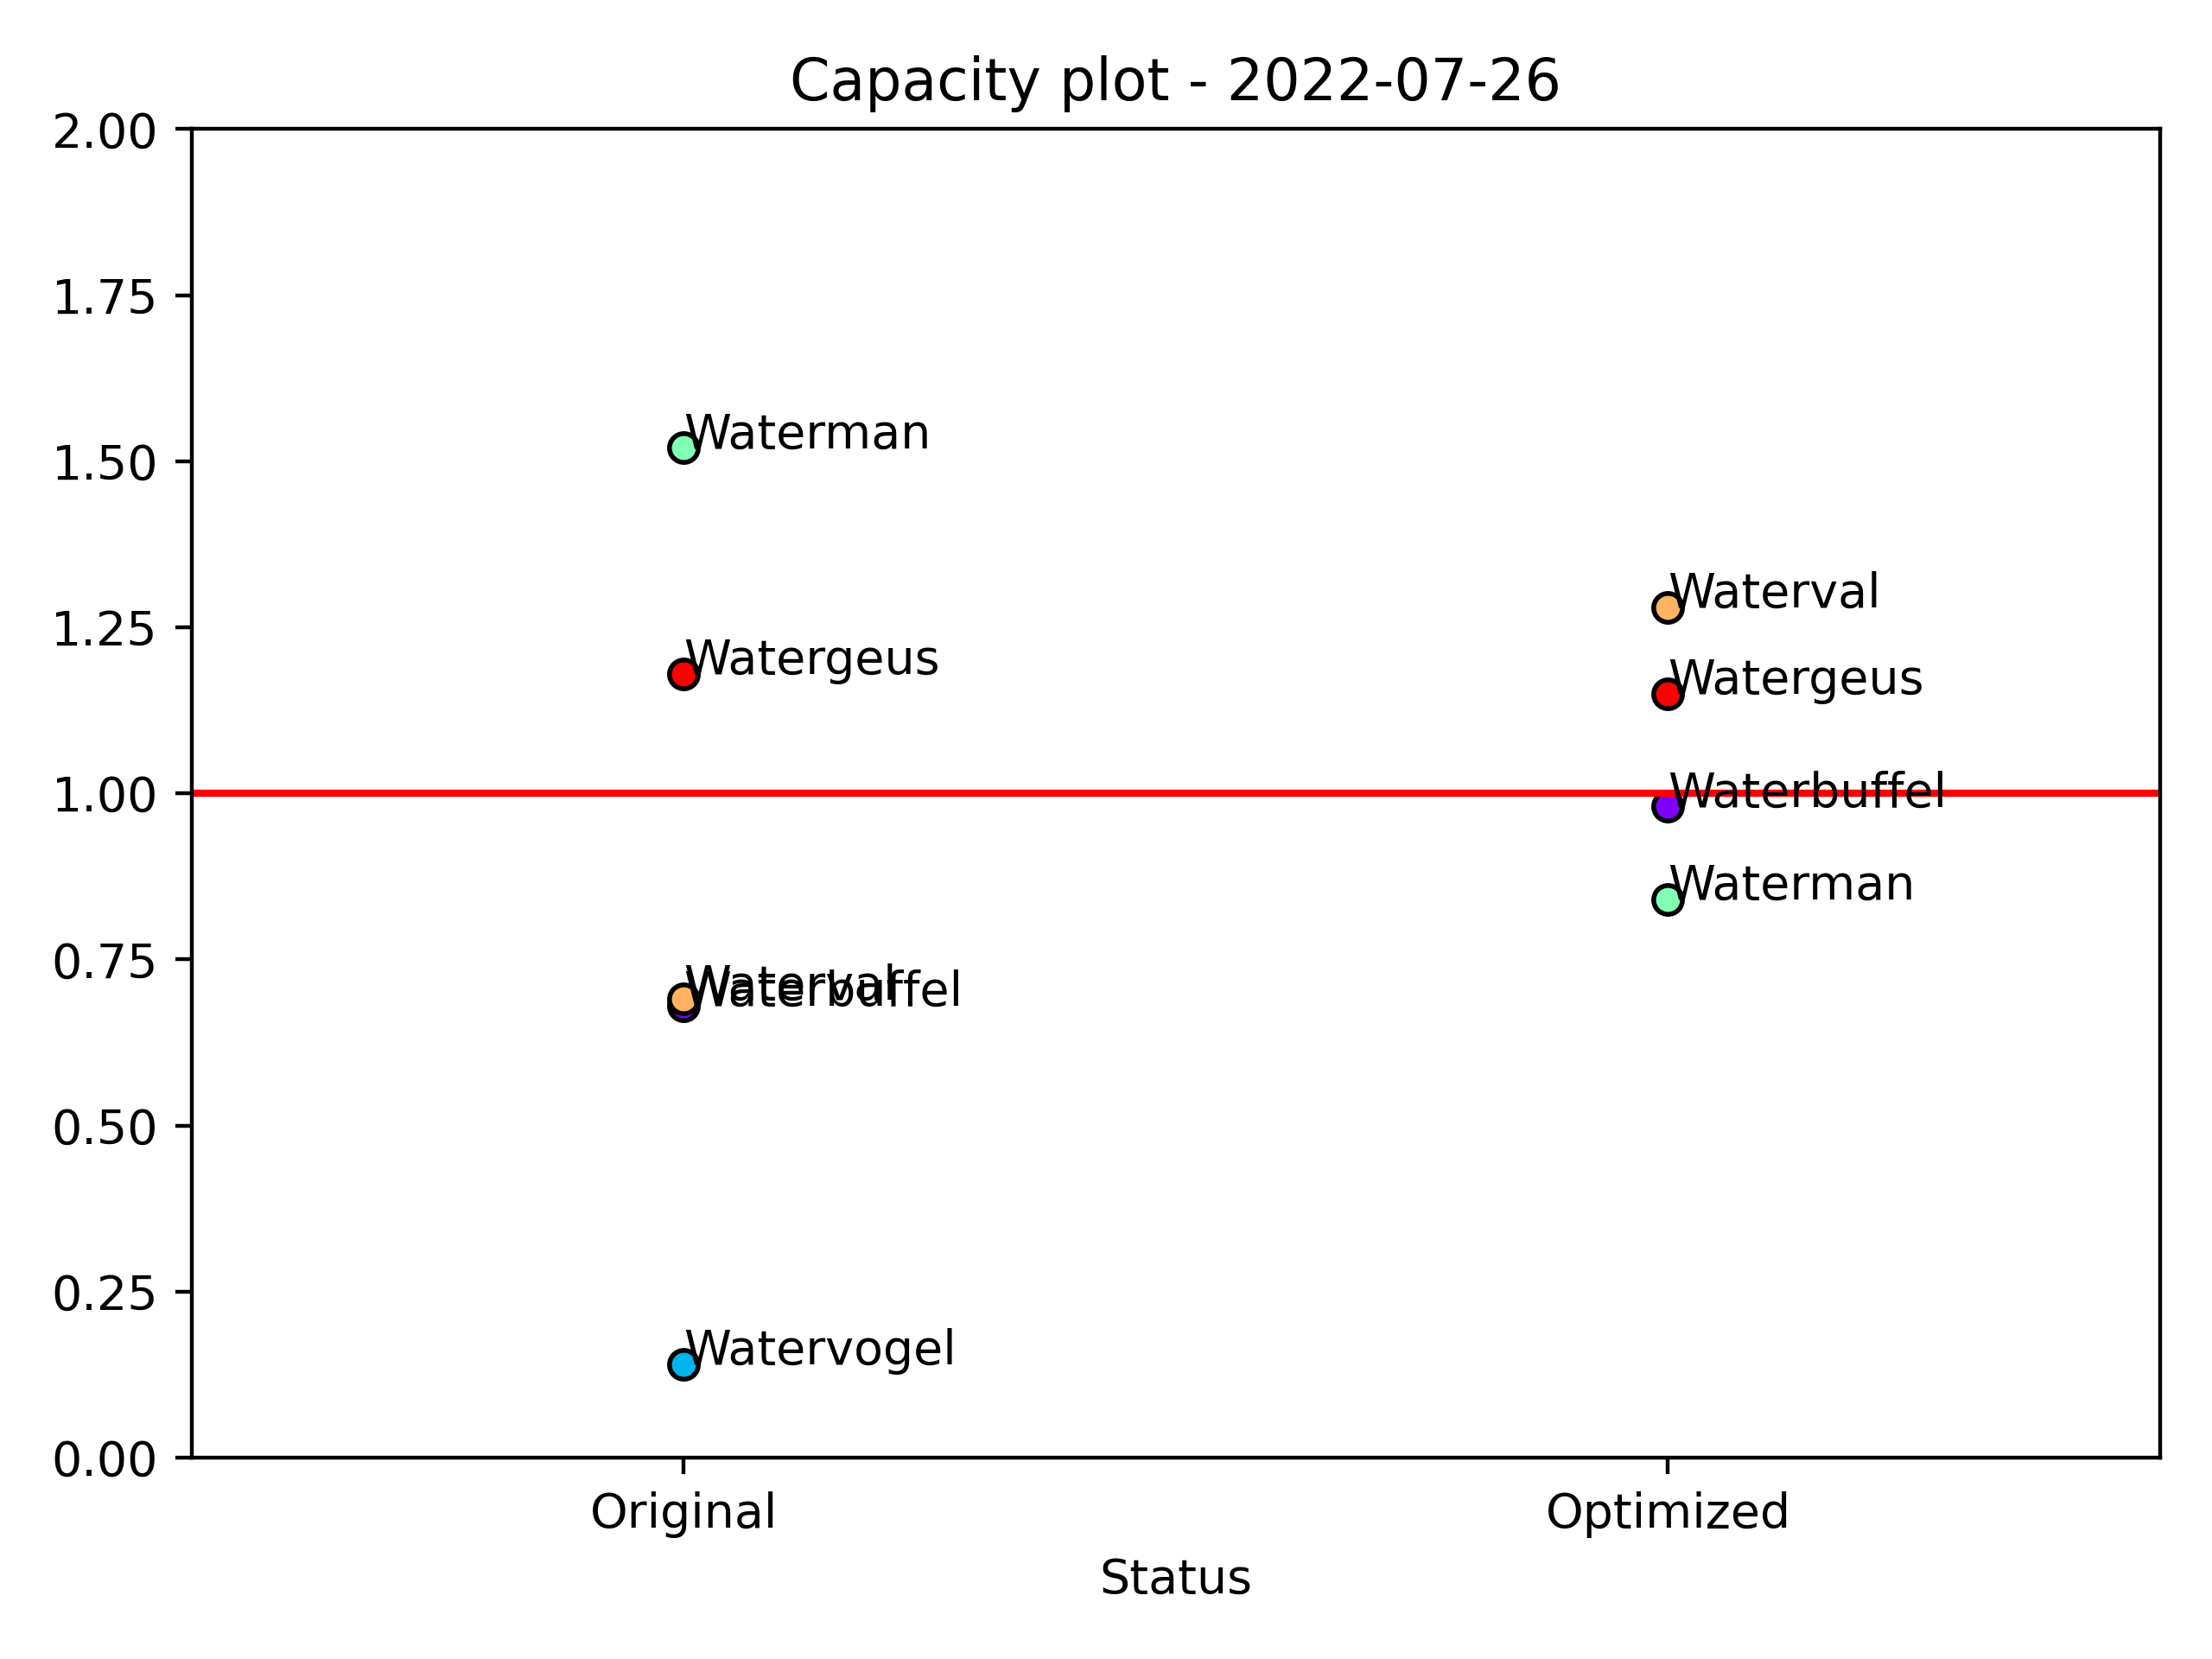 Capacity plot - 2022-07-26
2.00
1.75
1.50
1.25
1.00
0.75
0.50
0.25
0.00
Waterman
Watergeus
Waterval
Waterbuffel
Watervogel
Waterval
Watergeus
Waterbuffel
Waterman
Original Optimized
Status